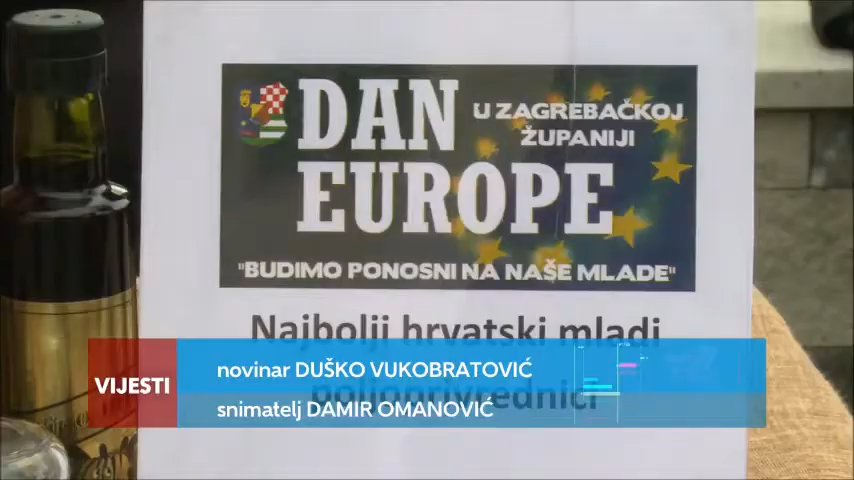 DAN
U ZAGREBAČKOJ
ŽUPANIJI
EUROPE
"BUDIMO PONOSNI NA NAŠE MLADE"
Najbolji hrvatski mladi
poljoprivrednici
VIJESTI
novinar DUŠKO VUKOBRATOVIĆ
snimatelj DAMIR OMANOVIĆ